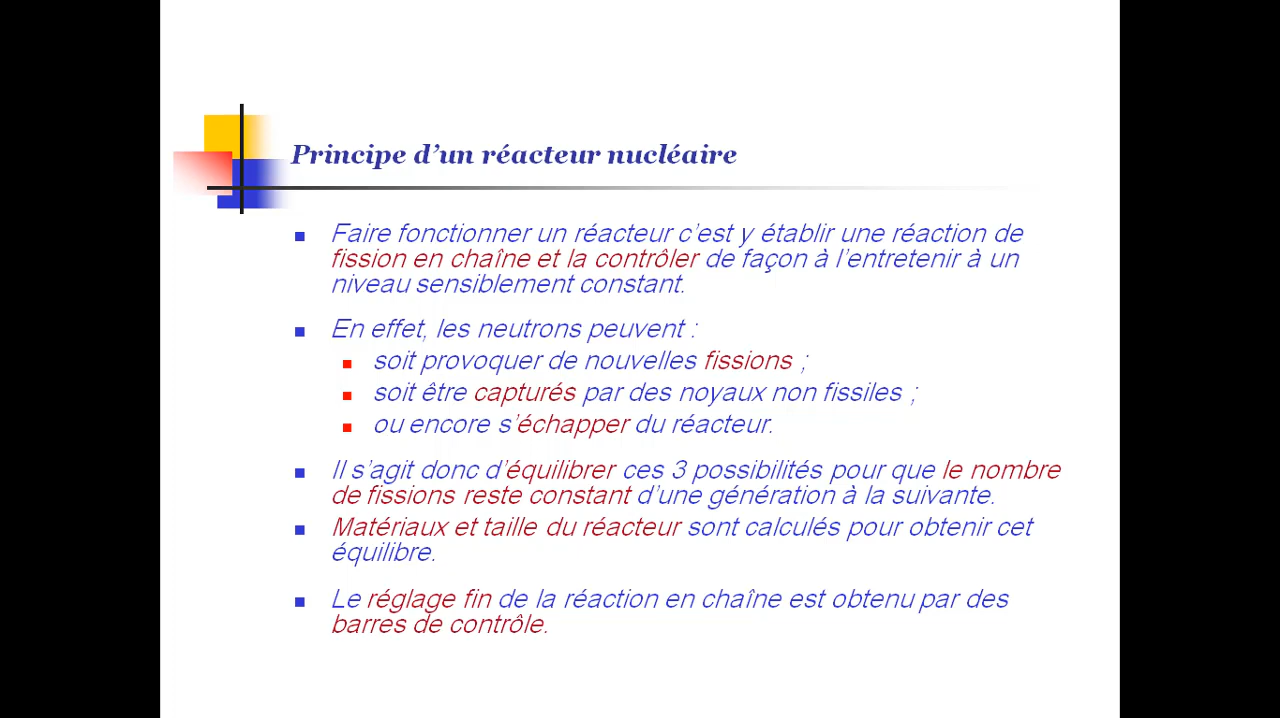 Principe d’un réacteur nucléaire
Faire fonctionner un réacteur c’est y établir une réaction de
fission en chaîne et la contrôler de façon à l’entretenir à un
niveau sensiblement constant.
En effet, les neutrons peuvent :
soit provoquer de nouvelles fissions ;
soit être capturés par des noyaux non fissiles ;
ou encore s’échapper du réacteur.
Il s’agit donc d’équilibrer ces 3 possibilités pour que le nombre
de fissions reste constant d’une génération à la suivante.
Matériaux et taille du réacteur sont calculés pour obtenir cet
équilibre.
Le réglage fin de la réaction en chaîne est obtenu par des
barres de contrôle.